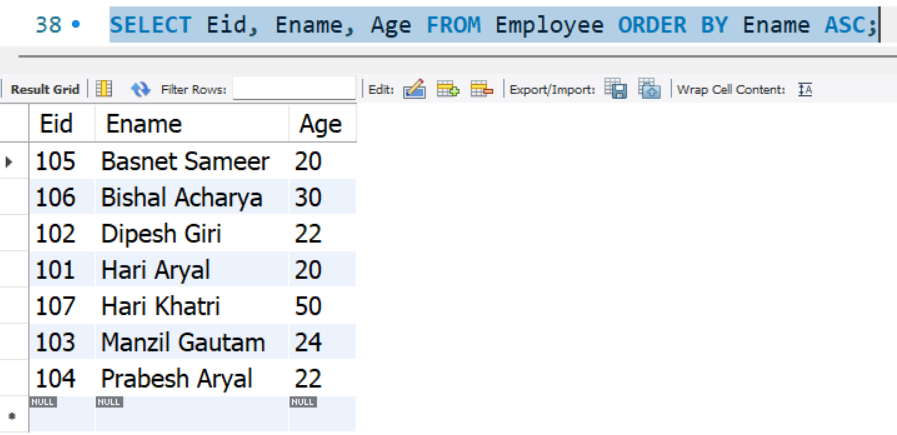 38 SELECT Eid, Ename, Age FROM Employee ORDER BY Ename ASC;
Result Grid Filter Rows: Edit: Export/Import: Wrap Cell Content: IA
Eid Ename Age
105 Basnet Sameer 20
106 Bishal Acharya 30
102 Dipesh Giri 22
101 Hari Aryal 20
107 Hari Khatri 50
103 Manzil Gautam 24
104 Prabesh Aryal 22
NULL NULL NULL